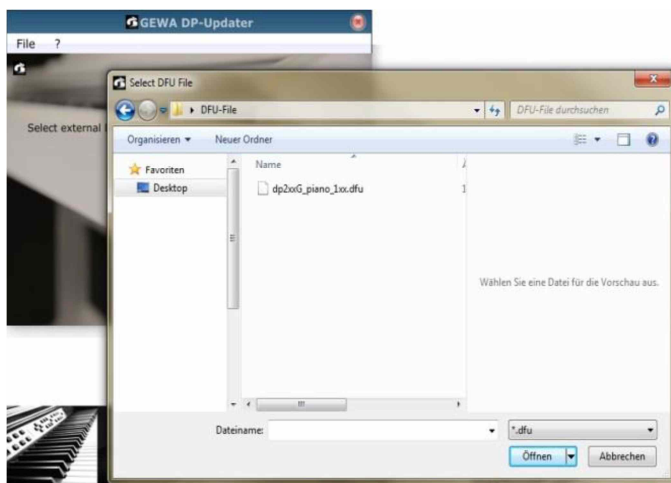 GEWA DP-Updater
File ?
Select DFU File
DFU-File
DFU-File durchsuchen
Select external
Organisieren
Neuer Ordner
Favoriten
Desktop
Name
dp2xxG_piano_1xx.dfu
Wählen Sie eine Datei für die Vorschau aus.
Dateiname:
*.dfu
Öffnen
Abbrechen